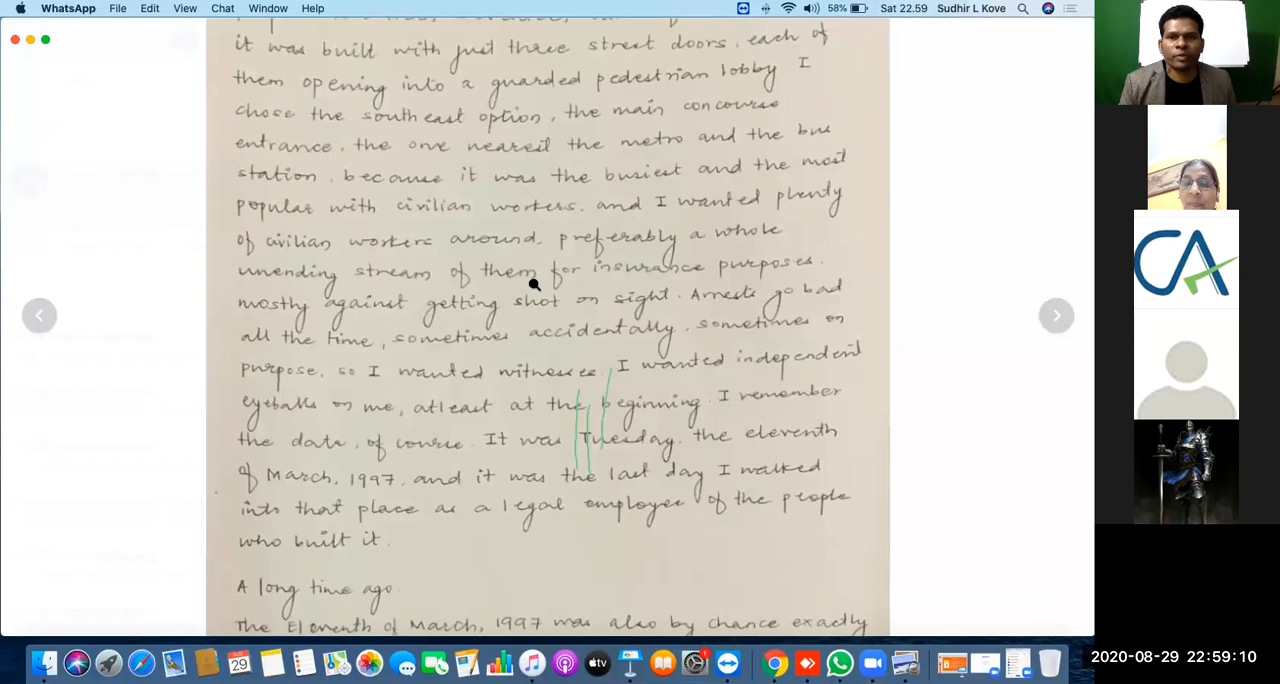 WhatsApp File Edit View Chat Window Help 58% Sat 22.59 Sudhir L Kove
it was built with just three street doors, each of
them opening into a guarded pedestrian lobby I
chose the southeast option, the main concourse
entrance, the one nearest the metro and the bus
station, because it was the busiest and the most
popular with civilian workers, and I wanted plenty
of civilian workers around, preferably a whole
unending stream of them for insurance purposes.
mostly against getting shot on sight. Arrests go bad
all the time, sometimes accidentally, sometimes on
purpose, so I wanted witnesses. I wanted independent
eyeballs on me, atleast at the beginning. I remember
the date, of course. It was Tuesday, the eleventh
of March, 1997, and it was the last day I walked
into that place as a legal employee of the people
who built it.
A long time ago.
The Eleventh of March, 1997 was also by chance exactly
CA
AUG
29
tv
1
2020-08-29 22:59:10